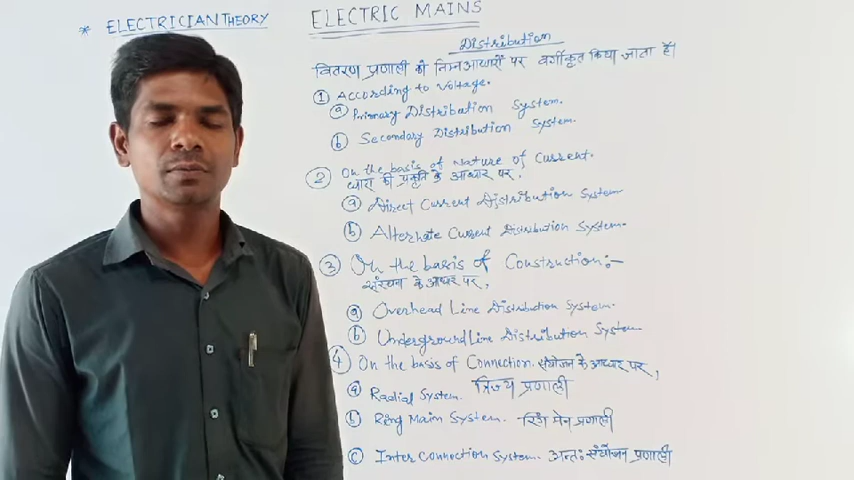 * ELECTRICIAN THEORY
ELECTRIC MAINS
Distribution
वितरण प्रणाली को निम्न आधारों पर वर्गीकृत किया जाता है।
① According to Voltage.
ⓐ Primary Distribution System.
ⓑ Secondary Distribution System.
② On the basis of Nature of Current.
धारा की प्रकृति के आधार पर,
ⓐ Direct Current Distribution System
ⓑ Alternate Current Distribution System.
③ On the basis of Construction:-
संरचना के आधार पर,
ⓐ Overhead Line Distribution System.
ⓑ Underground Line Distribution System
④ On the basis of Connection. संयोजन के आधार पर,
ⓐ Radial System. त्रिज्य प्रणाली
ⓑ Ring Main System. रिंग मेन प्रणाली
ⓒ Inter Connection System. अन्तः संयोजन प्रणाली